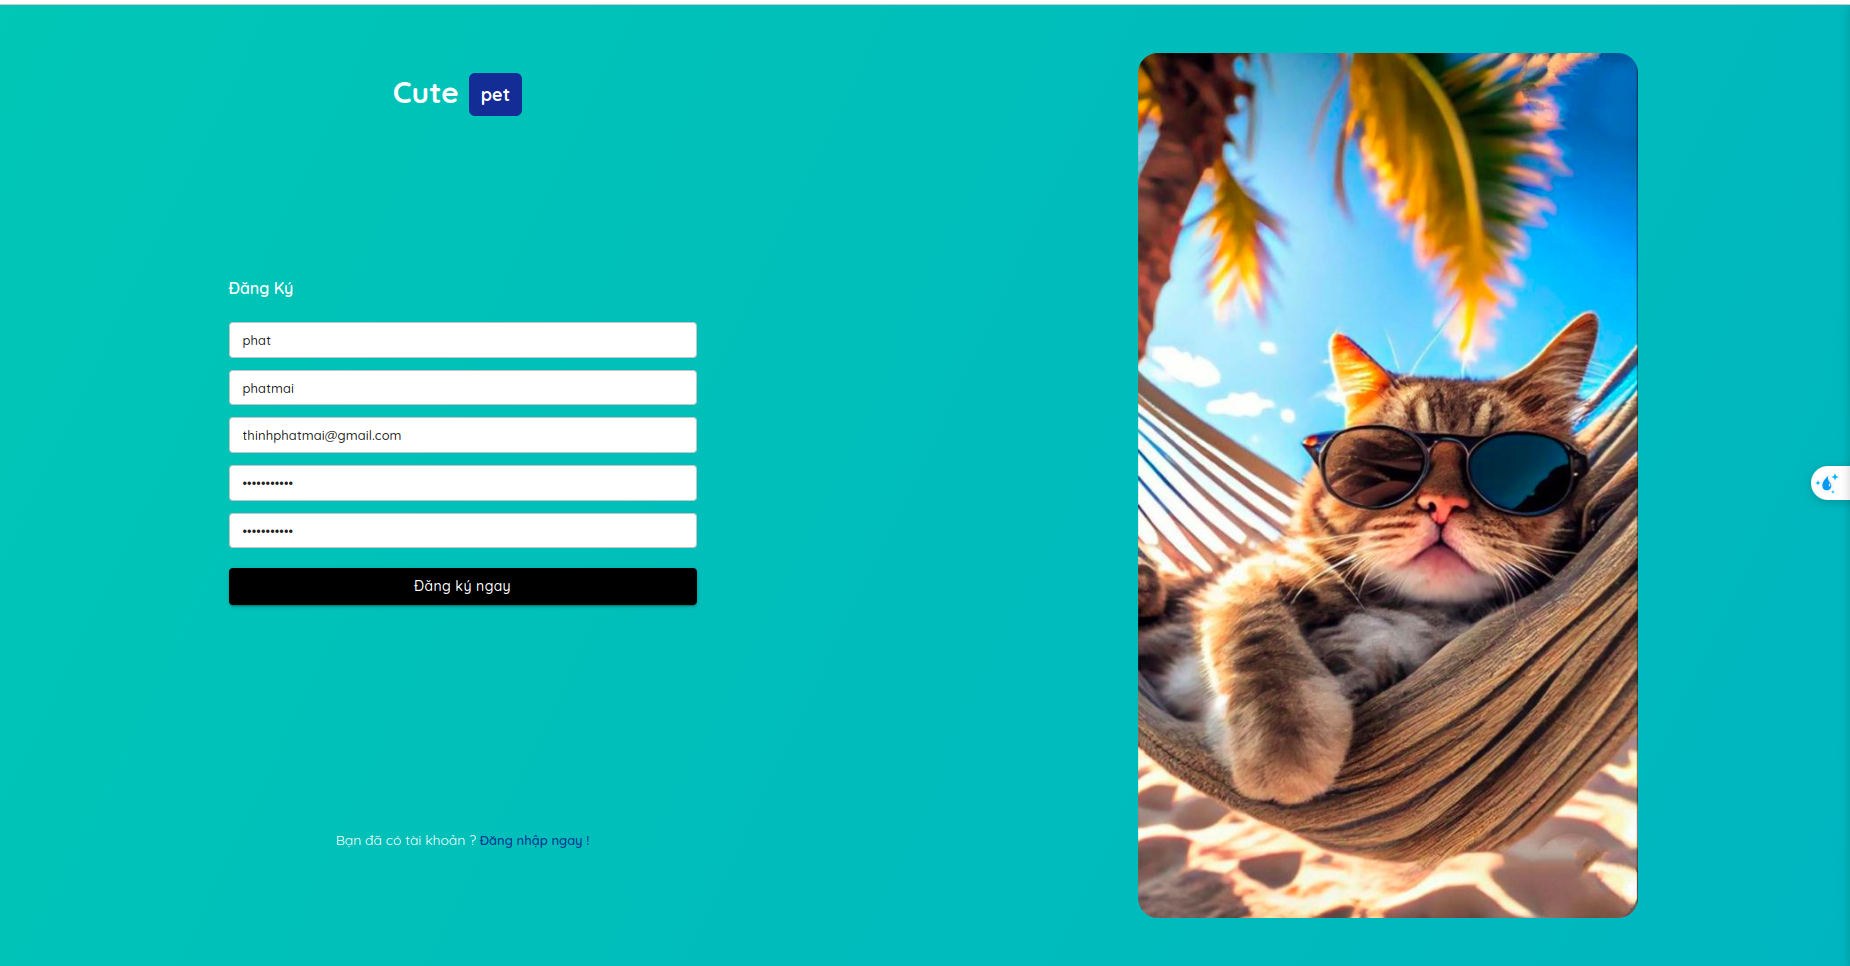 Cute pet
Đăng Ký
phat
phatmai
thinhphatmai@gmail.com
•••••••••••
•••••••••••
Đăng ký ngay
Bạn đã có tài khoản ? Đăng nhập ngay !